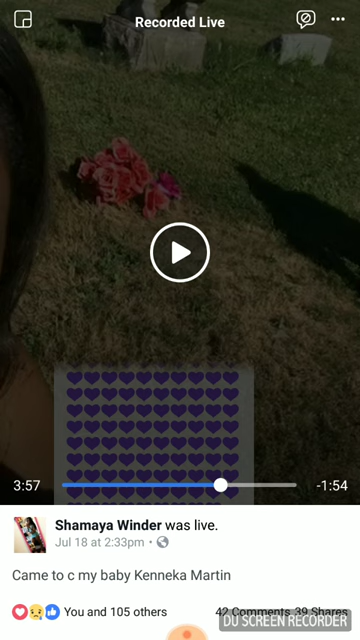 Recorded Live
3:57
-1:54
Shamaya Winder was live.
Jul 18 at 2:33pm
Came to c my baby Kenneka Martin
You and 105 others
42 Comments 39 Shares
DU SCREEN RECORDER